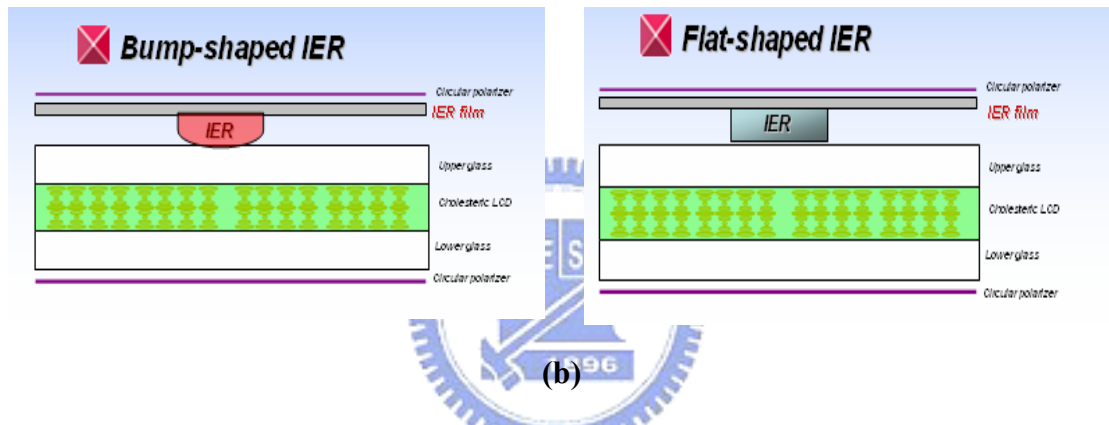 Bump-shaped IER
Circular polarizer
IER film
IER
Upper glass
Cholesteric LCD
Lower glass
Circular polarizer
Flat-shaped IER
Circular polarizer
IER film
IER
Upper glass
Cholesteric LCD
Lower glass
Circular polarizer
E S
1896
(b)